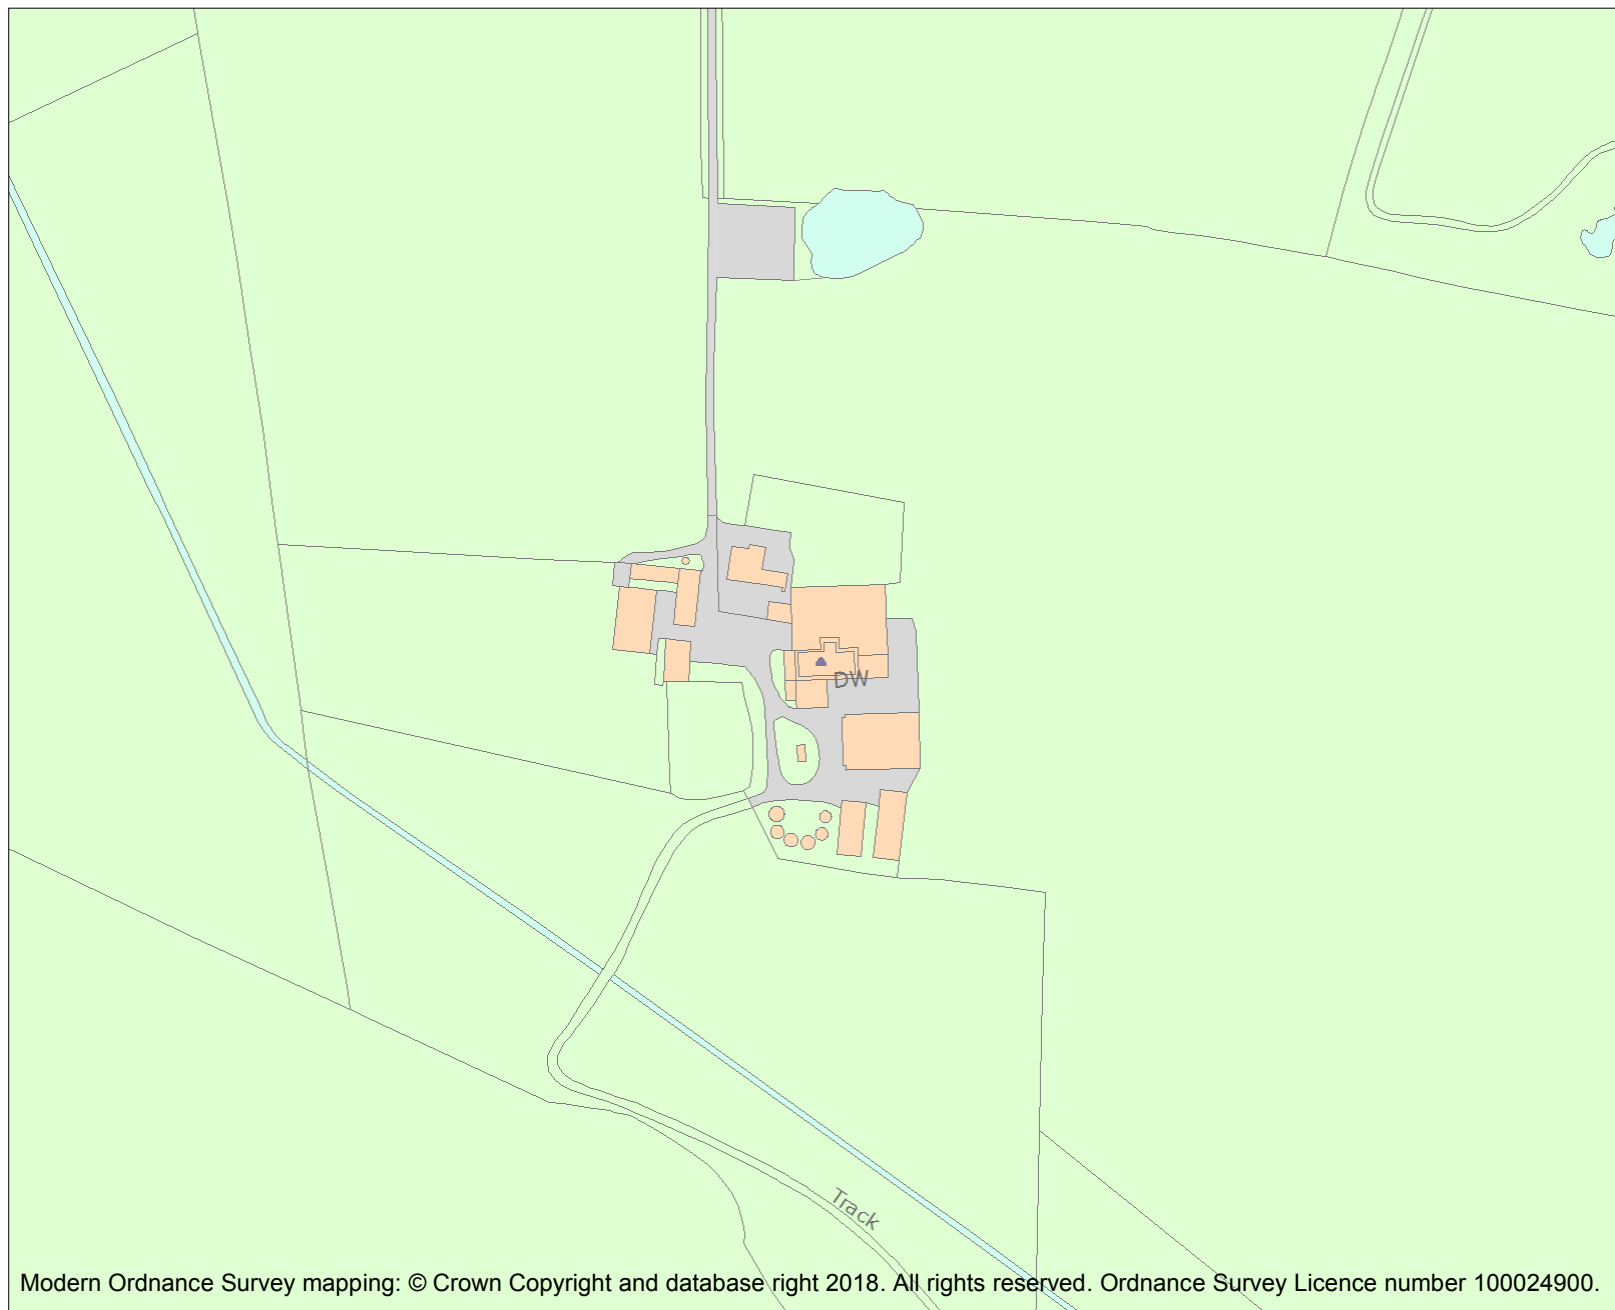 DW
Track
Modern Ordnance Survey mapping: © Crown Copyright and database right 2018. All rights reserved. Ordnance Survey Licence number 100024900.